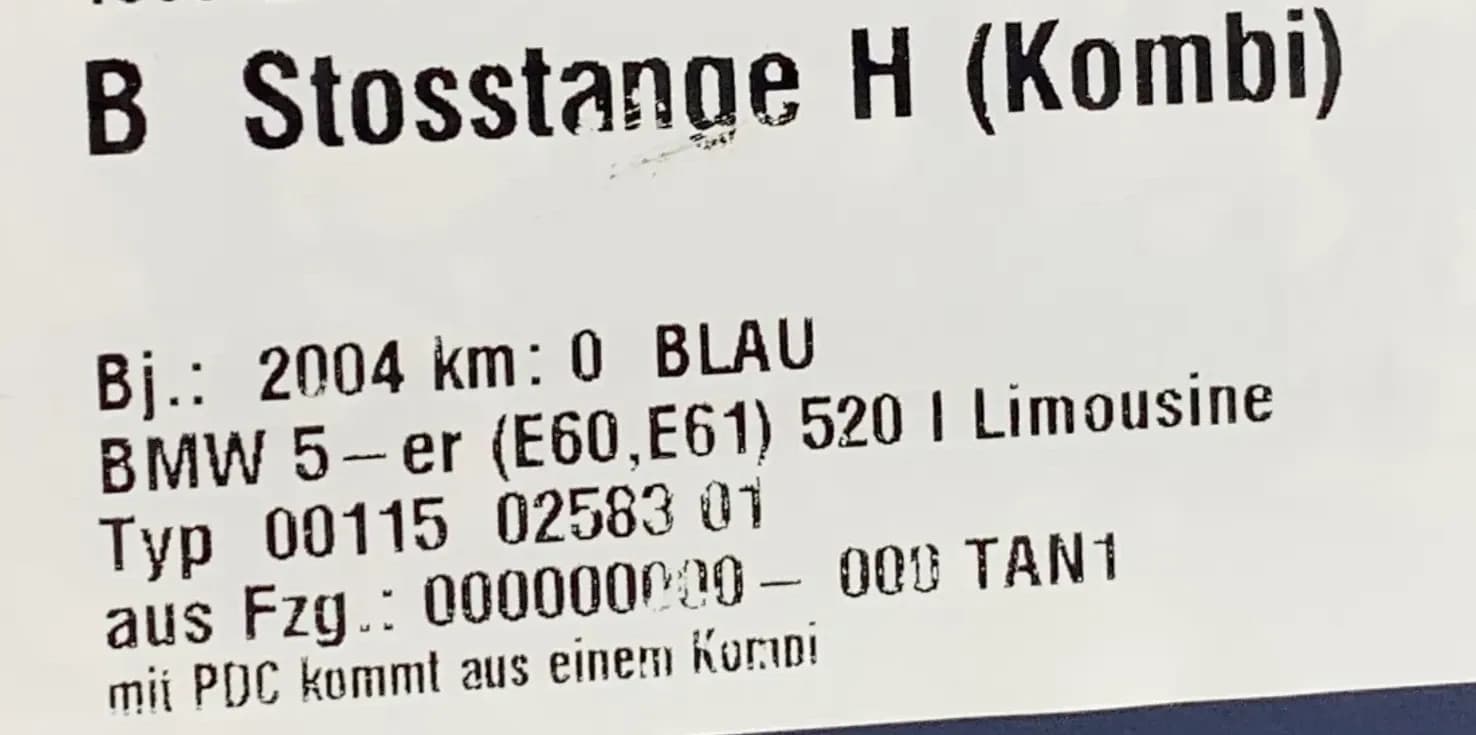 B Stosstange H (Kombi)
Bj.: 2004 km: 0 BLAU
BMW 5-er (E60,E61) 520 I Limousine
Typ 00115 02583 01
aus Fzg.: 000000000- 000 TAN1
mit PDC kommt aus einem Kombi